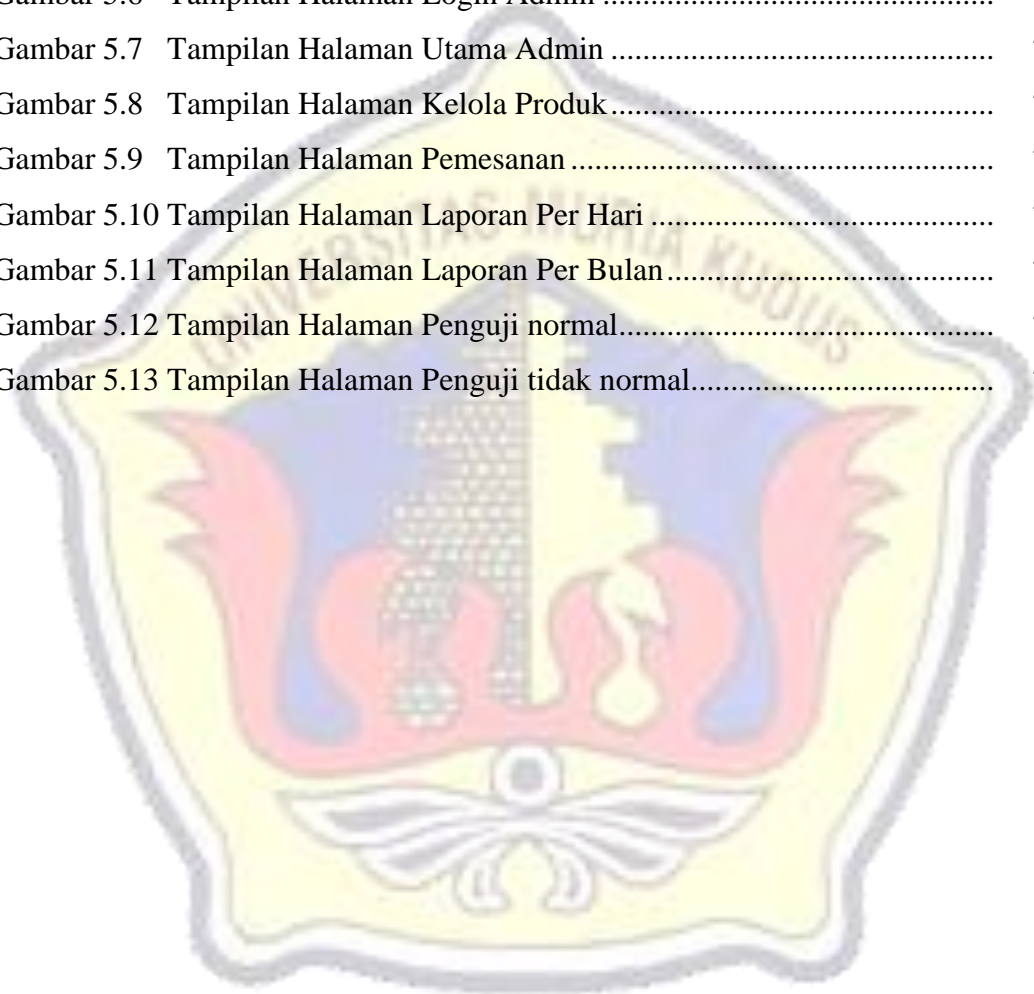 Gambar 5.6 Tampilan Halaman Login Admin ................................................
Gambar 5.7 Tampilan Halaman Utama Admin ................................................
Gambar 5.8 Tampilan Halaman Kelola Produk................................................
Gambar 5.9 Tampilan Halaman Pemesanan .....................................................
Gambar 5.10 Tampilan Halaman Laporan Per Hari ...........................................
Gambar 5.11 Tampilan Halaman Laporan Per Bulan.........................................
Gambar 5.12 Tampilan Halaman Penguji normal...............................................
Gambar 5.13 Tampilan Halaman Penguji tidak normal......................................
UNIVERSITAS MURIA KUDUS